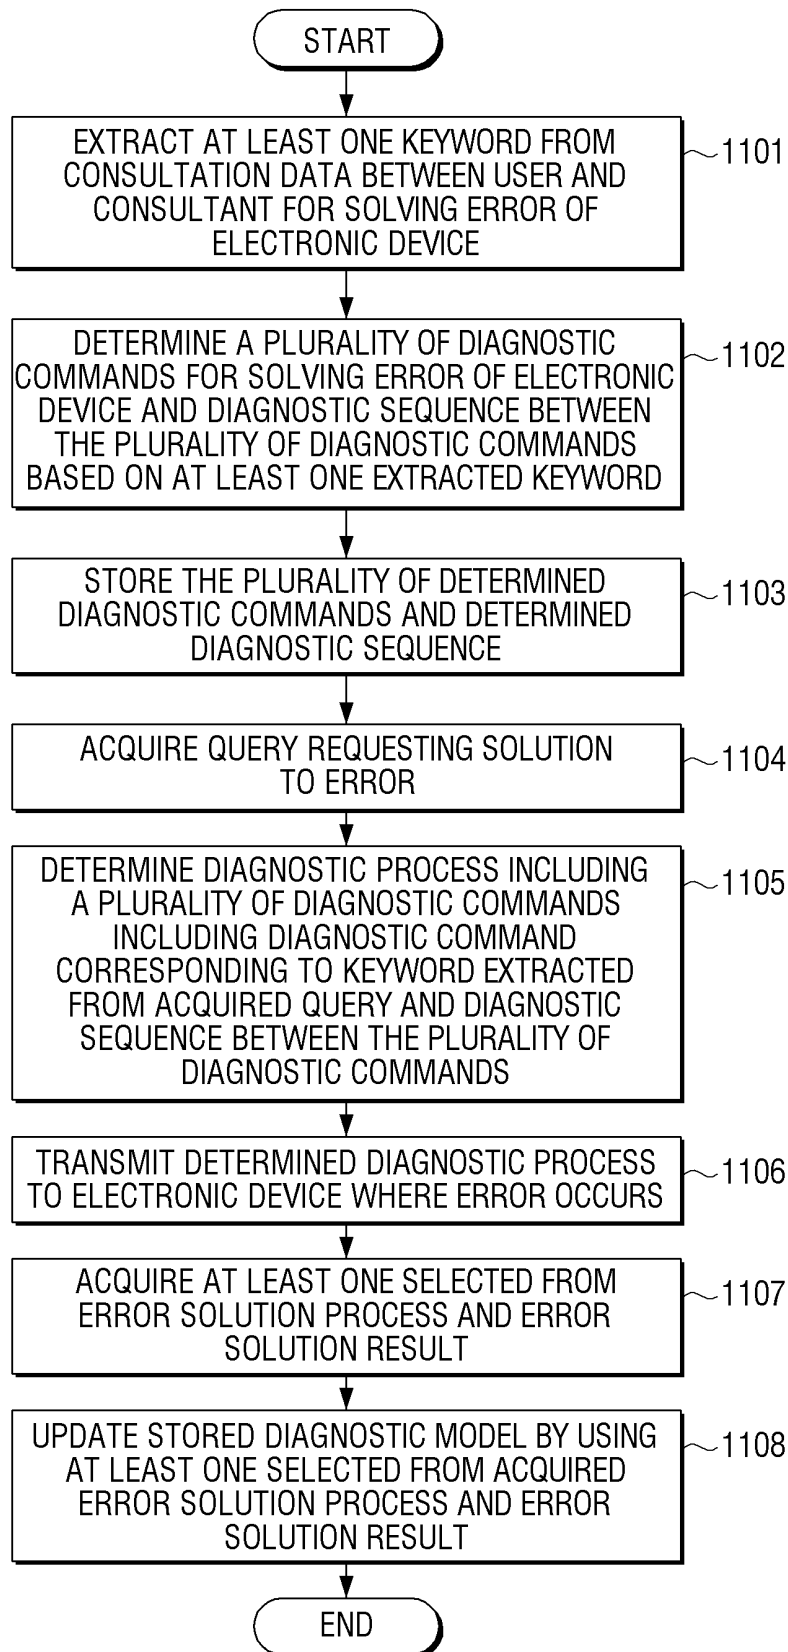 START
EXTRACT AT LEAST ONE KEYWORD FROM
CONSULTATION DATA BETWEEN USER AND
CONSULTANT FOR SOLVING ERROR OF
ELECTRONIC DEVICE
1101
DETERMINE A PLURALITY OF DIAGNOSTIC
COMMANDS FOR SOLVING ERROR OF ELECTRONIC
DEVICE AND DIAGNOSTIC SEQUENCE BETWEEN
THE PLURALITY OF DIAGNOSTIC COMMANDS
BASED ON AT LEAST ONE EXTRACTED KEYWORD
1102
STORE THE PLURALITY OF DETERMINED
DIAGNOSTIC COMMANDS AND DETERMINED
DIAGNOSTIC SEQUENCE
1103
ACQUIRE QUERY REQUESTING SOLUTION
TO ERROR
1104
DETERMINE DIAGNOSTIC PROCESS INCLUDING
A PLURALITY OF DIAGNOSTIC COMMANDS
INCLUDING DIAGNOSTIC COMMAND
CORRESPONDING TO KEYWORD EXTRACTED
FROM ACQUIRED QUERY AND DIAGNOSTIC
SEQUENCE BETWEEN THE PLURALITY OF
DIAGNOSTIC COMMANDS
1105
TRANSMIT DETERMINED DIAGNOSTIC PROCESS
TO ELECTRONIC DEVICE WHERE ERROR OCCURS
1106
ACQUIRE AT LEAST ONE SELECTED FROM
ERROR SOLUTION PROCESS AND ERROR
SOLUTION RESULT
1107
UPDATE STORED DIAGNOSTIC MODEL BY USING
AT LEAST ONE SELECTED FROM ACQUIRED
ERROR SOLUTION PROCESS AND ERROR
SOLUTION RESULT
1108
END